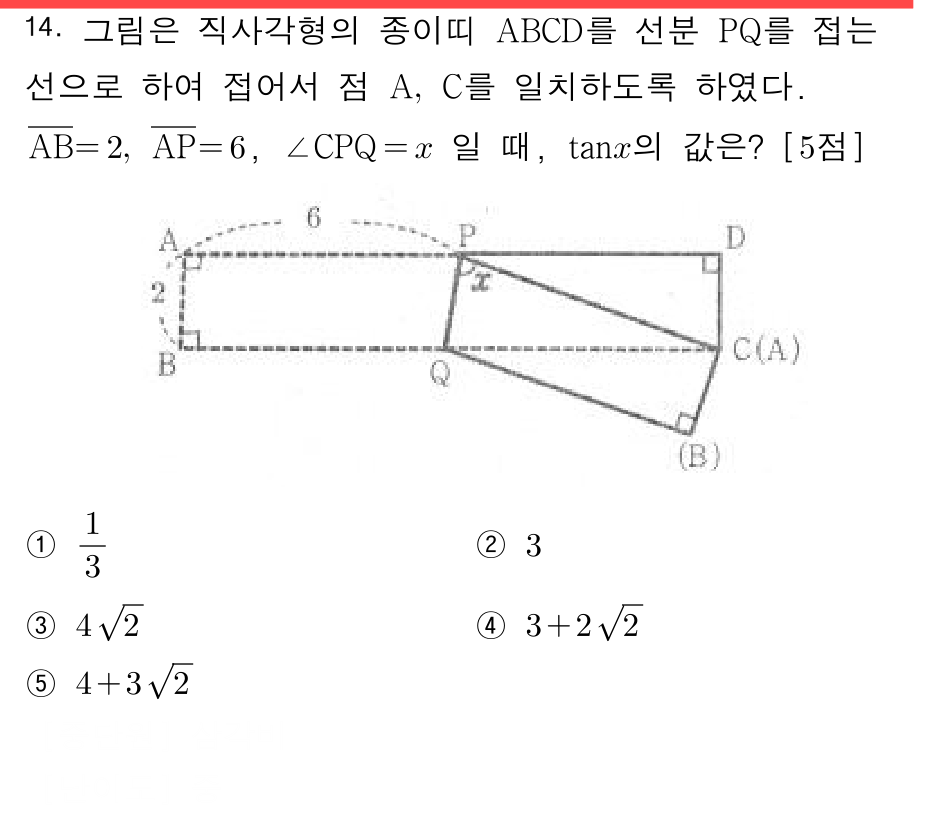 14. 그림은 직사각형의 종이띠 ABCD를 선분 PQ를 접는
선으로 하여 접어서 점 A, C를 일치하도록 하였다.
\overline{AB}=2, \overline{AP}=6, ∠CPQ=x 일 때, tanx의 값은? [5점]
6
A
P
D
2
x
B
Q
C(A)
(B)
① \frac{1}{3}
② 3
③ 4√2
④ 3+2√2
⑤ 4+3√2